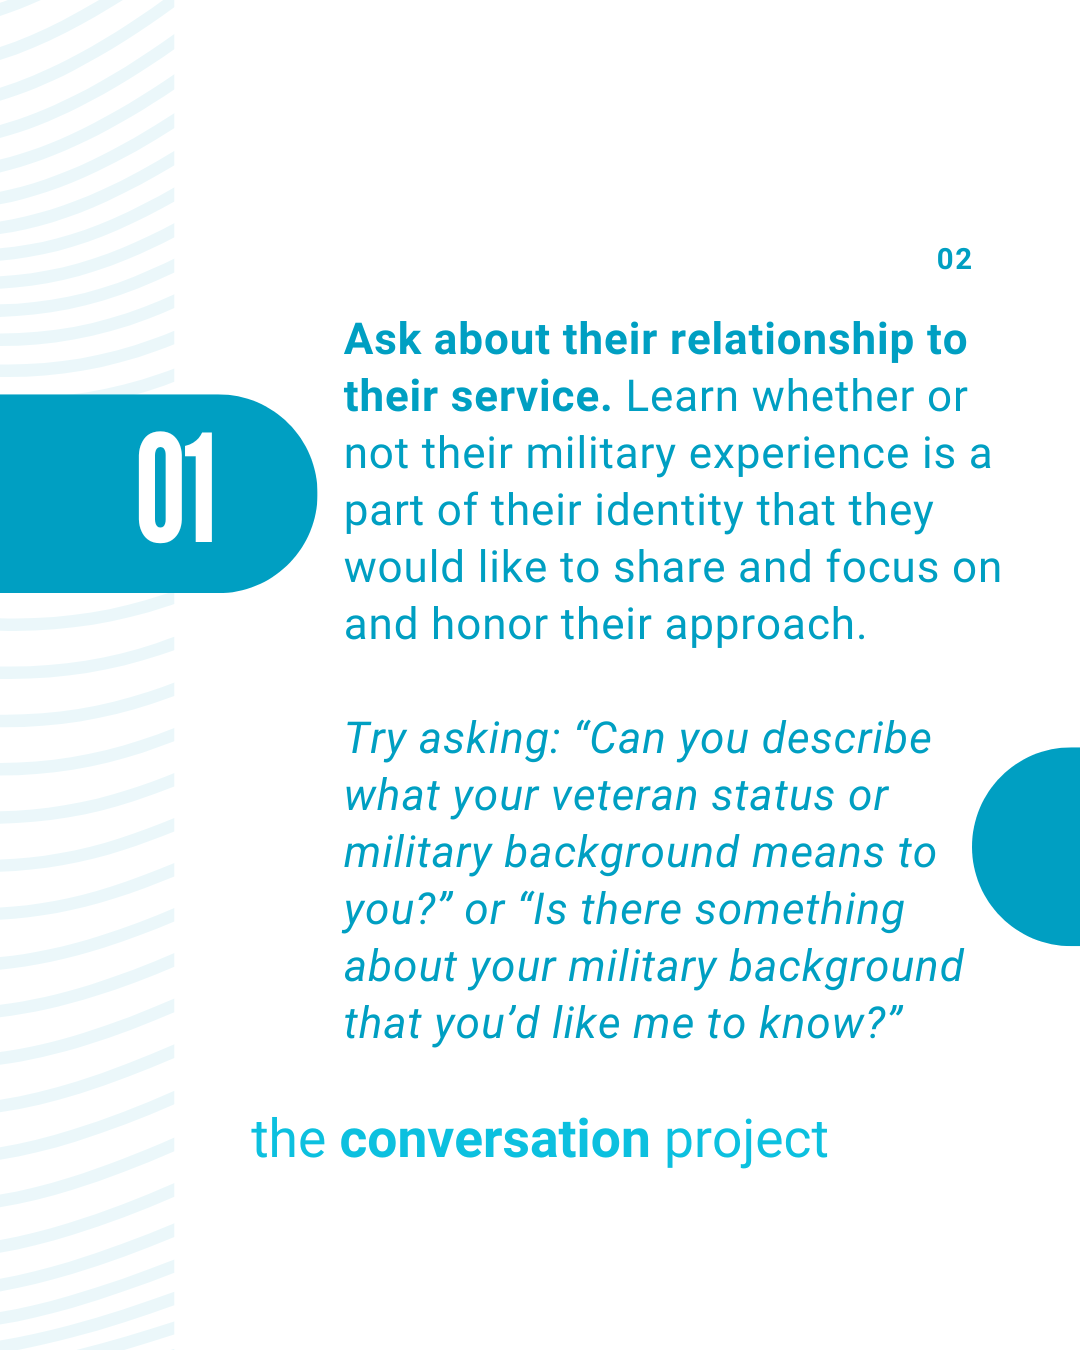 02
01
Ask about their relationship to
their service. Learn whether or
not their military experience is a
part of their identity that they
would like to share and focus on
and honor their approach.
Try asking: “Can you describe
what your veteran status or
military background means to
you?” or “Is there something
about your military background
that you’d like me to know?”
the conversation project